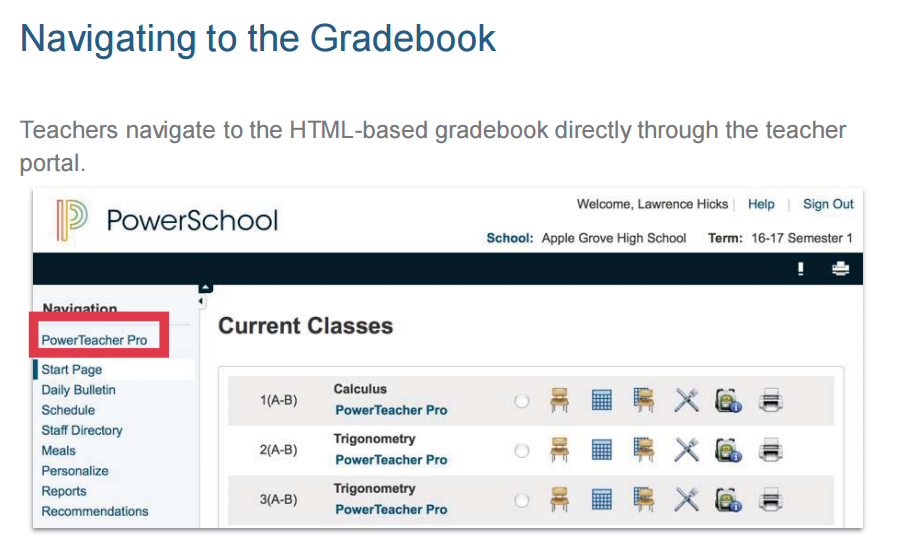 Navigating to the Gradebook
Teachers navigate to the HTML-based gradebook directly through the teacher
portal.
PowerSchool
Welcome, Lawrence Hicks | Help | Sign Out
School: Apple Grove High School Term: 16-17 Semester 1
Navigation
PowerTeacher Pro
Start Page
Daily Bulletin
Schedule
Staff Directory
Meals
Personalize
Reports
Recommendations
Current Classes
1(A-B) Calculus
PowerTeacher Pro
2(A-B) Trigonometry
PowerTeacher Pro
3(A-B) Trigonometry
PowerTeacher Pro